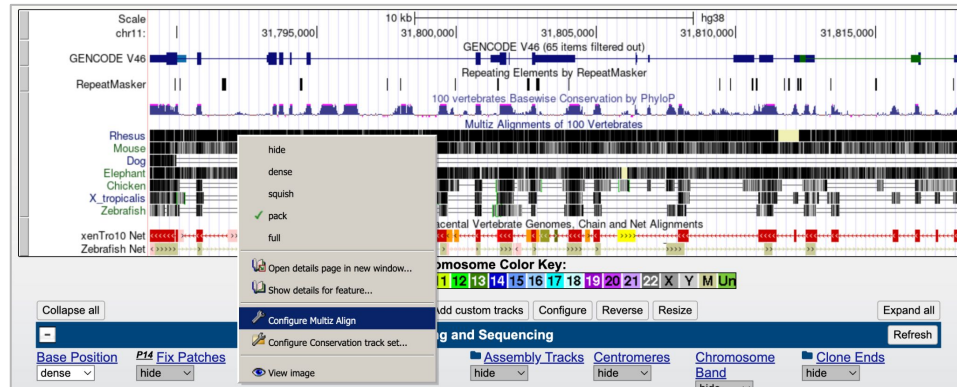 Scale 10 kb hg38
chr11: 31,795,000 31,800,000 31,805,000 31,810,000 31,815,000
GENCODE V46 (65 items filtered out)
GENCODE V46
Repeating Elements by RepeatMasker
RepeatMasker
100 vertebrates Basewise Conservation by PhyloP
Multiz Alignments of 100 Vertebrates
Rhesus
Mouse
Dog
Elephant
Chicken
X_tropicalis
Zebrafish
hide
dense
squish
✓ pack
full
Open details page in new window...
Show details for feature...
Configure Multiz Align
Configure Conservation track set...
View image
acental Vertebrate Genomes, Chain and Net Alignments
xenTro10 Net
Zebrafish Net
omosome Color Key:
11 12 13 14 15 16 17 18 19 20 21 22 X Y M Un
Collapse all Add custom tracks Configure Reverse Resize Expand all
- ng and Sequencing Refresh
Base Position P14 Fix Patches Assembly Tracks Centromeres Chromosome Band Clone Ends
dense hide hide hide hide